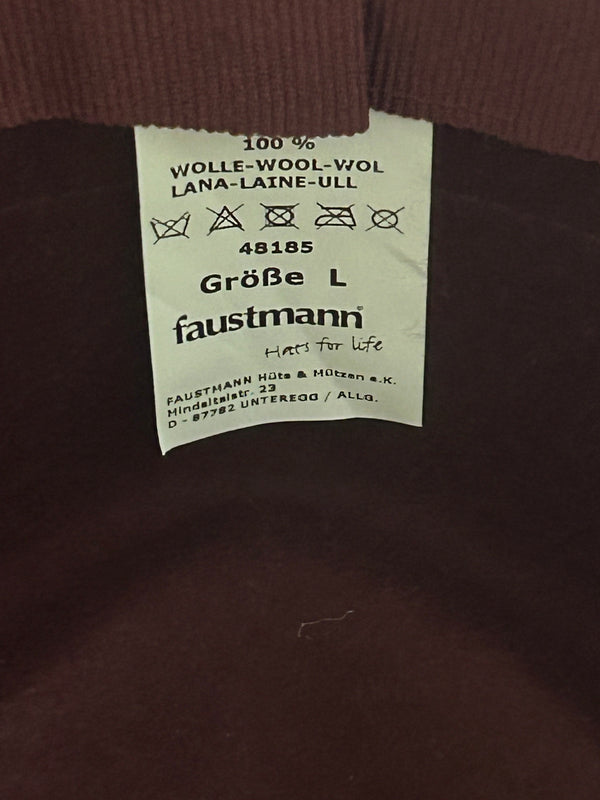 100 %
WOLLE-WOOL-WOL
LANA-LAINE-ULL
48185
Größe L
faustmann
Hats for life
FAUSTMANN Hüte & Mützen e.K.
Mindeltalstr. 23
D - 87782 UNTEREGG / ALLG.